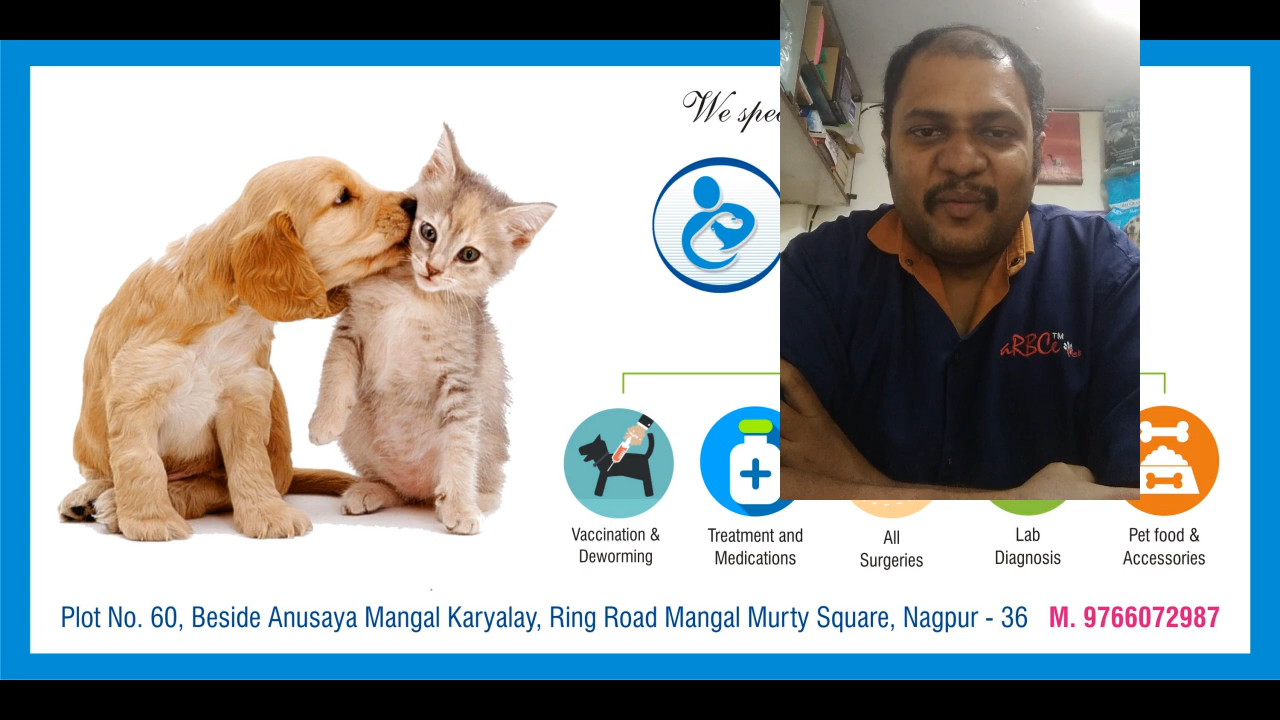 We spec
aRBCe™
Vaccination &
Deworming
Treatment and
Medications
All
Surgeries
Lab
Diagnosis
Pet food &
Accessories
Plot No. 60, Beside Anusaya Mangal Karyalay, Ring Road Mangal Murty Square, Nagpur - 36 M. 9766072987